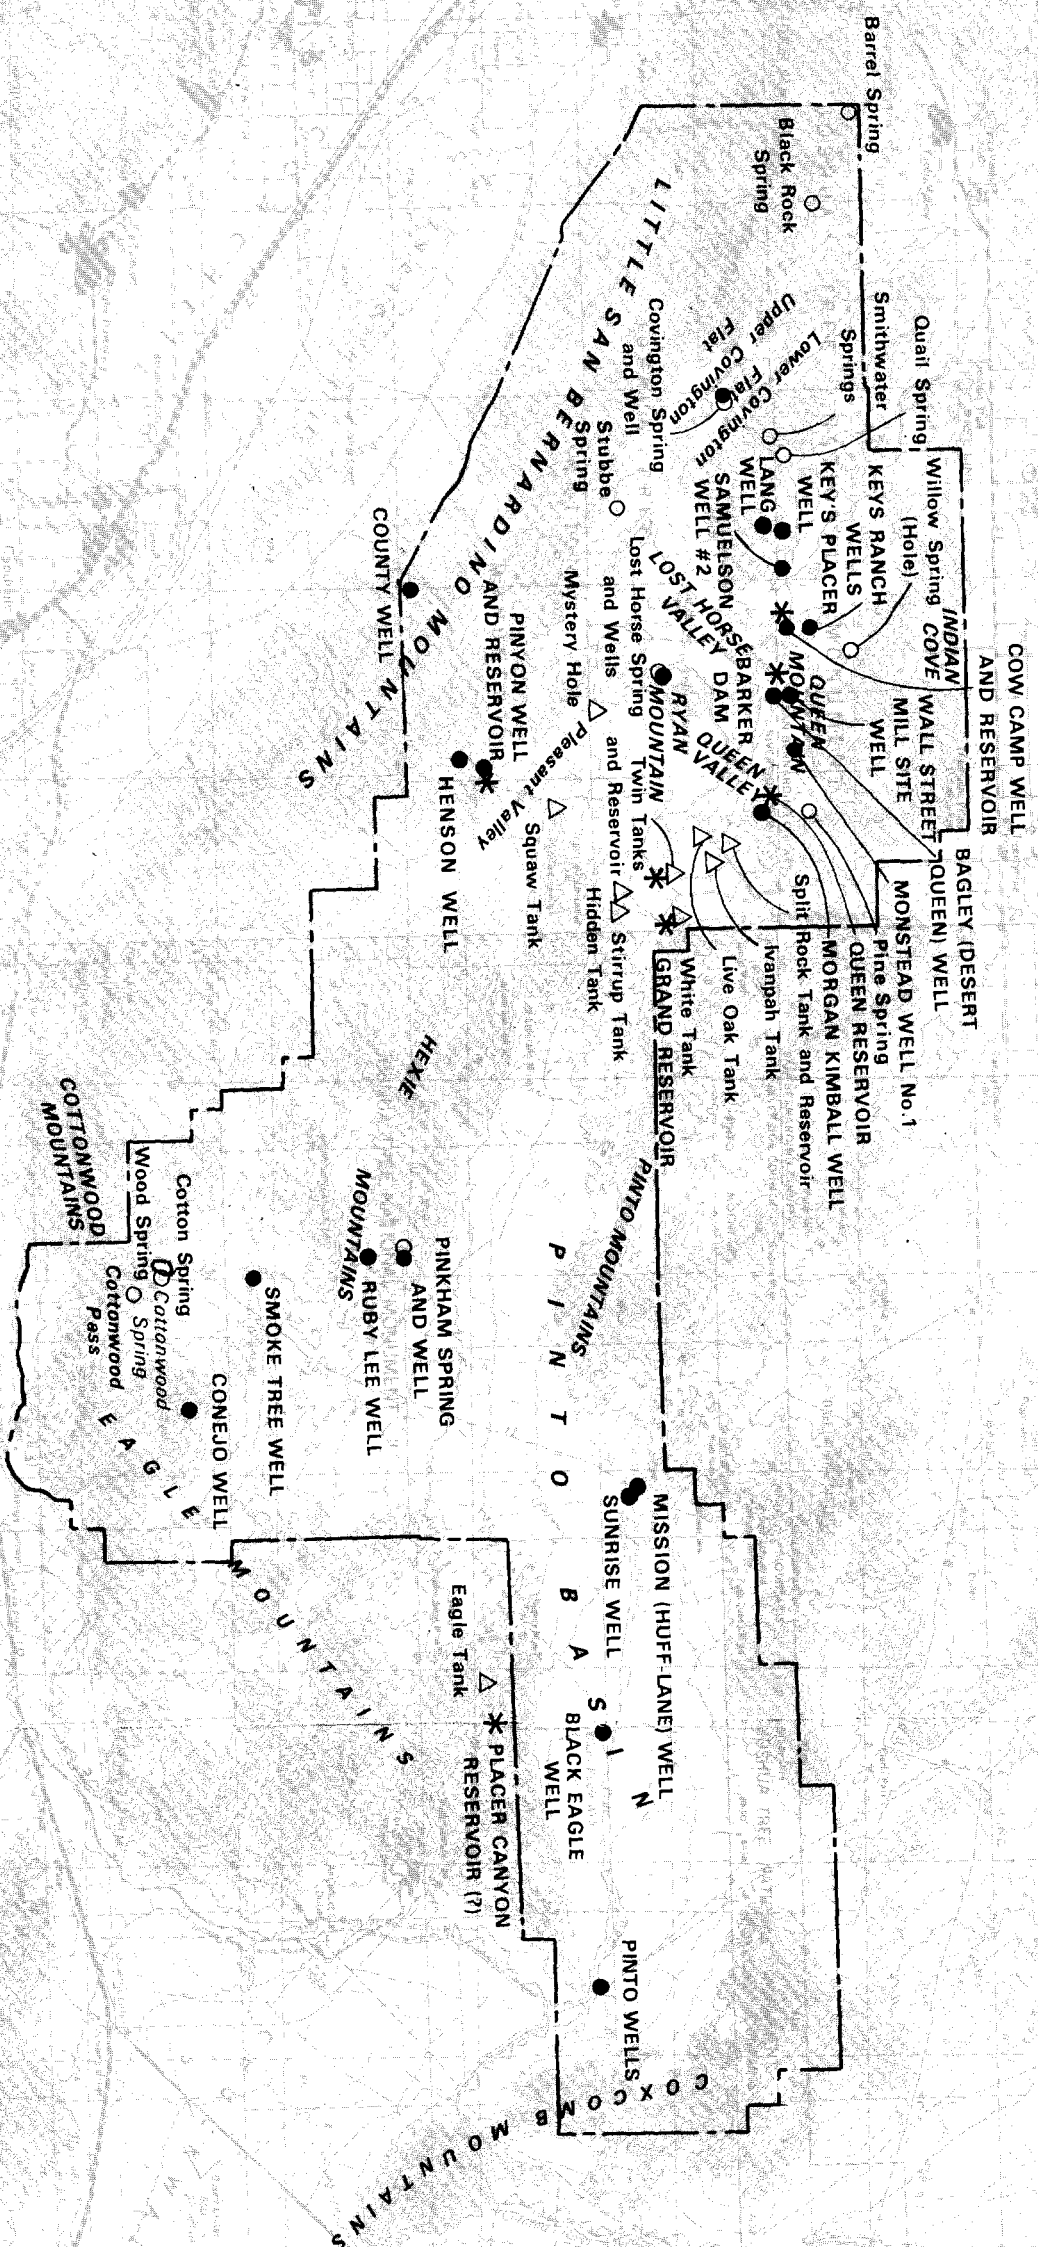 Barrel Spring
Black Rock
Spring
LITTLE SAN BERNARDINO MOUNTAINS
Quail Spring
Smithwater
Springs
Upper Covington
Flat
Lower Covington
Flat
Covington Spring
and Well
Stubbe
Spring
Willow Spring
(Hole)
INDIAN
COVE
KEYS RANCH
WELLS
KEY'S PLACER
WELL
LANG
WELL
SAMUELSON
WELL #2
LOST HORSE
VALLEY
Lost Horse Spring
and Wells
Mystery Hole
COUNTY WELL
PINYON WELL
AND RESERVOIR
HENSON WELL
COW CAMP WELL
AND RESERVOIR
WALL STREET
MILL SITE
WELL
QUEEN
MOUNTAIN
BARKER
DAM
QUEEN
VALLEY
RYAN
MOUNTAIN
Twin Tanks
and Reservoir
Pleasant Valley
Squaw Tank
BAGLEY (DESERT
QUEEN) WELL
MONSTEAD WELL No.1
Pine Spring
QUEEN RESERVOIR
MORGAN KIMBALL WELL
Split Rock Tank and Reservoir
Ivanpah Tank
Live Oak Tank
White Tank
GRAND RESERVOIR
Stirrup Tank
Hidden Tank
HEXIE
MOUNTAINS
PINTO MOUNTAINS
PINTO
BASIN
COTTONWOOD
MOUNTAINS
Cotton Spring
Wood Spring
Cottonwood
Spring
Cottonwood
Pass
PINKHAM SPRING
AND WELL
RUBY LEE WELL
SMOKE TREE WELL
CONEJO WELL
EAGLE
MOUNTAINS
MISSION (HUFF-LANE) WELL
SUNRISE WELL
Eagle Tank
BLACK EAGLE
WELL
PLACER CANYON
RESERVOIR (?)
PINTO WELLS
COXCOMB MOUNTAINS